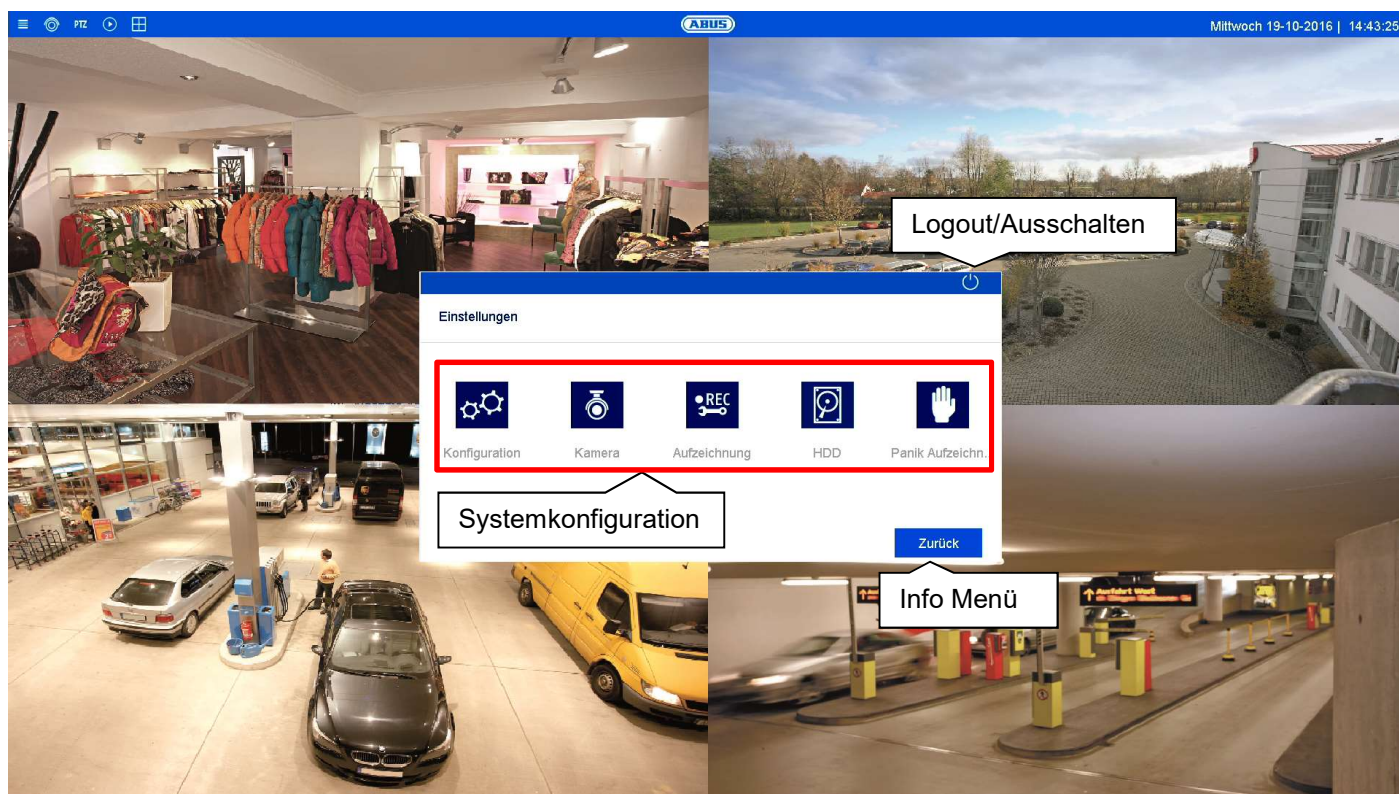 PTZ
ABUS
Mittwoch 19-10-2016 | 14:43:25
Logout/Ausschalten
Einstellungen
REC
Konfiguration
Kamera
Aufzeichnung
HDD
Panik Aufzeichn.
Systemkonfiguration
Zurück
Info Menü
Ausfahrt West